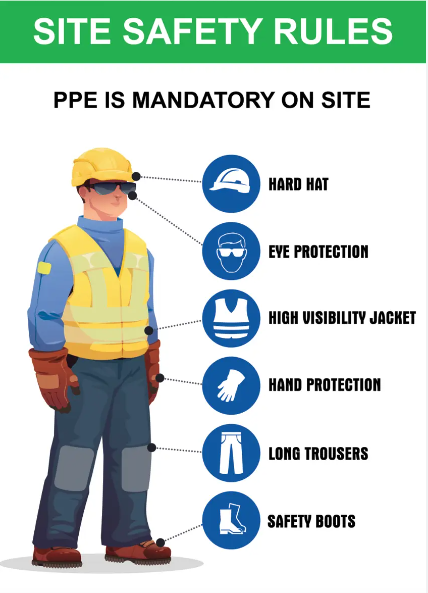 SITE SAFETY RULES
PPE IS MANDATORY ON SITE
HARD HAT
EYE PROTECTION
HIGH VISIBILITY JACKET
HAND PROTECTION
LONG TROUSERS
SAFETY BOOTS